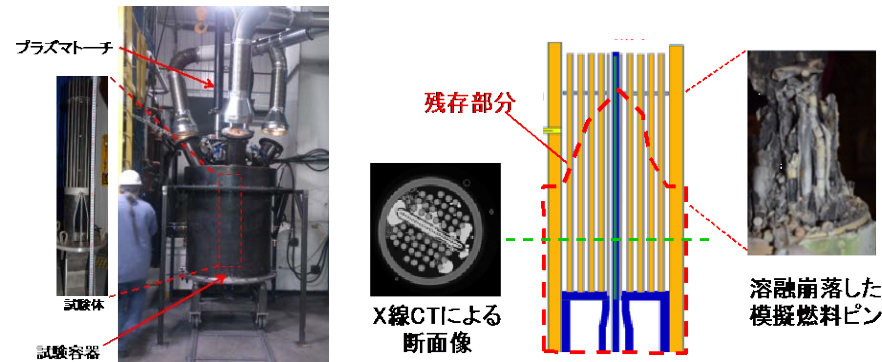 プラズマトーチ
試験体
試験容器
残存部分
X線CTによる
断面像
溶融崩落した
模擬燃料ピン